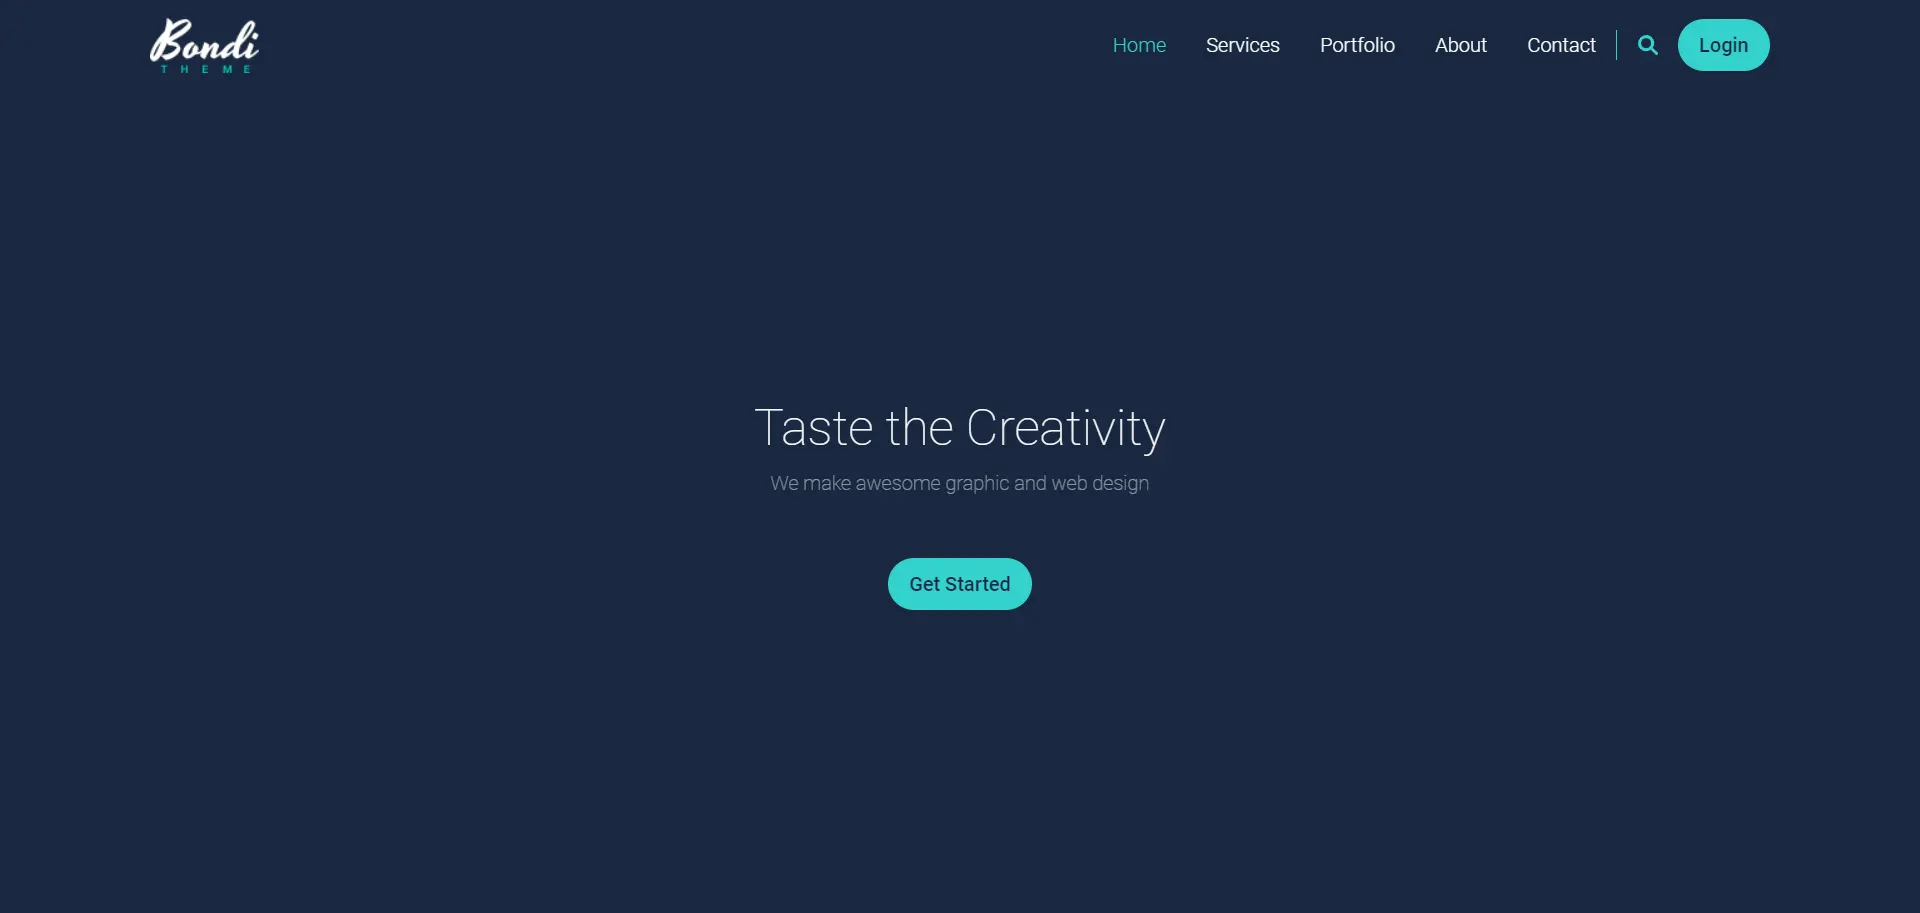 Bondi
THEME
Home Services Portfolio About Contact Login
Taste the Creativity
We make awesome graphic and web design
Get Started